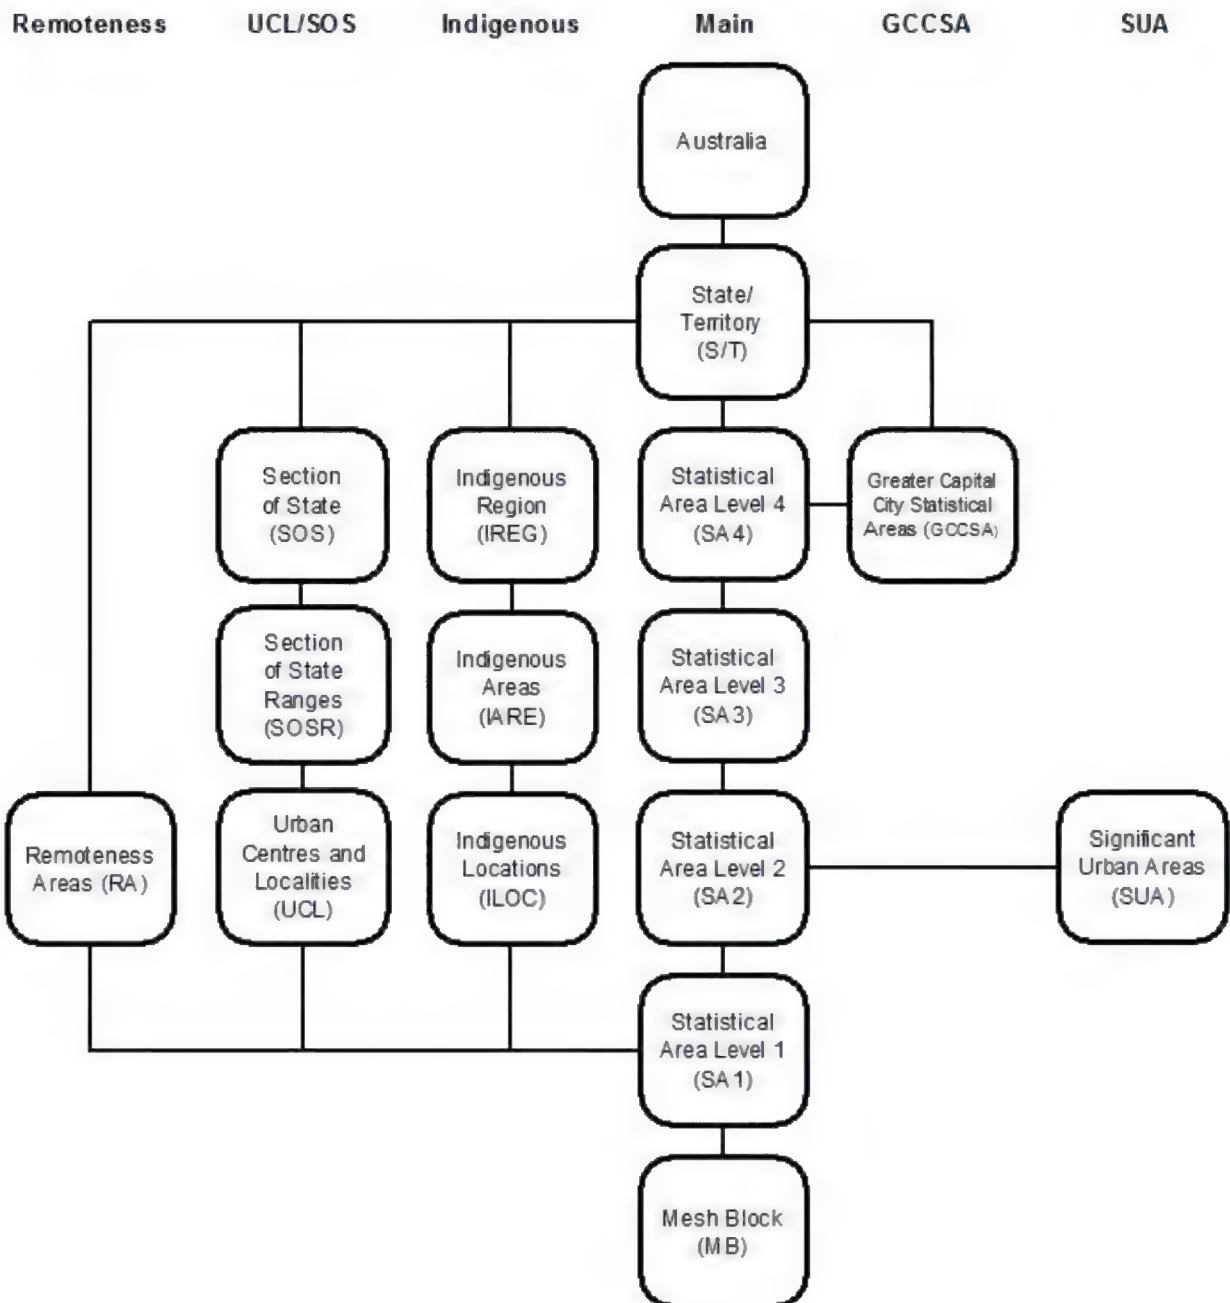 Remoteness UCL/SOS Indigenous Main GCCSA SUA
Australia
State/
Territory
(S/T)
Section
of State
(SOS)
Indigenous
Region
(IREG)
Statistical
Area Level 4
(SA4)
Greater Capital
City Statistical
Areas (GCCSA)
Section
of State
Ranges
(SOSR)
Indigenous
Areas
(IARE)
Statistical
Area Level 3
(SA3)
Remoteness
Areas (RA)
Urban
Centres and
Localities
(UCL)
Indigenous
Locations
(ILOC)
Statistical
Area Level 2
(SA2)
Significant
Urban Areas
(SUA)
Statistical
Area Level 1
(SA1)
Mesh Block
(MB)